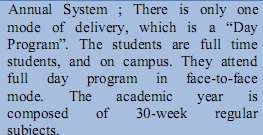 Annual System ; There is only one
mode of delivery, which is a “Day
Program”. The students are full time
students, and on campus. They attend
full day program in face-to-face
mode. The academic year is
composed of 30-week regular
subjects.